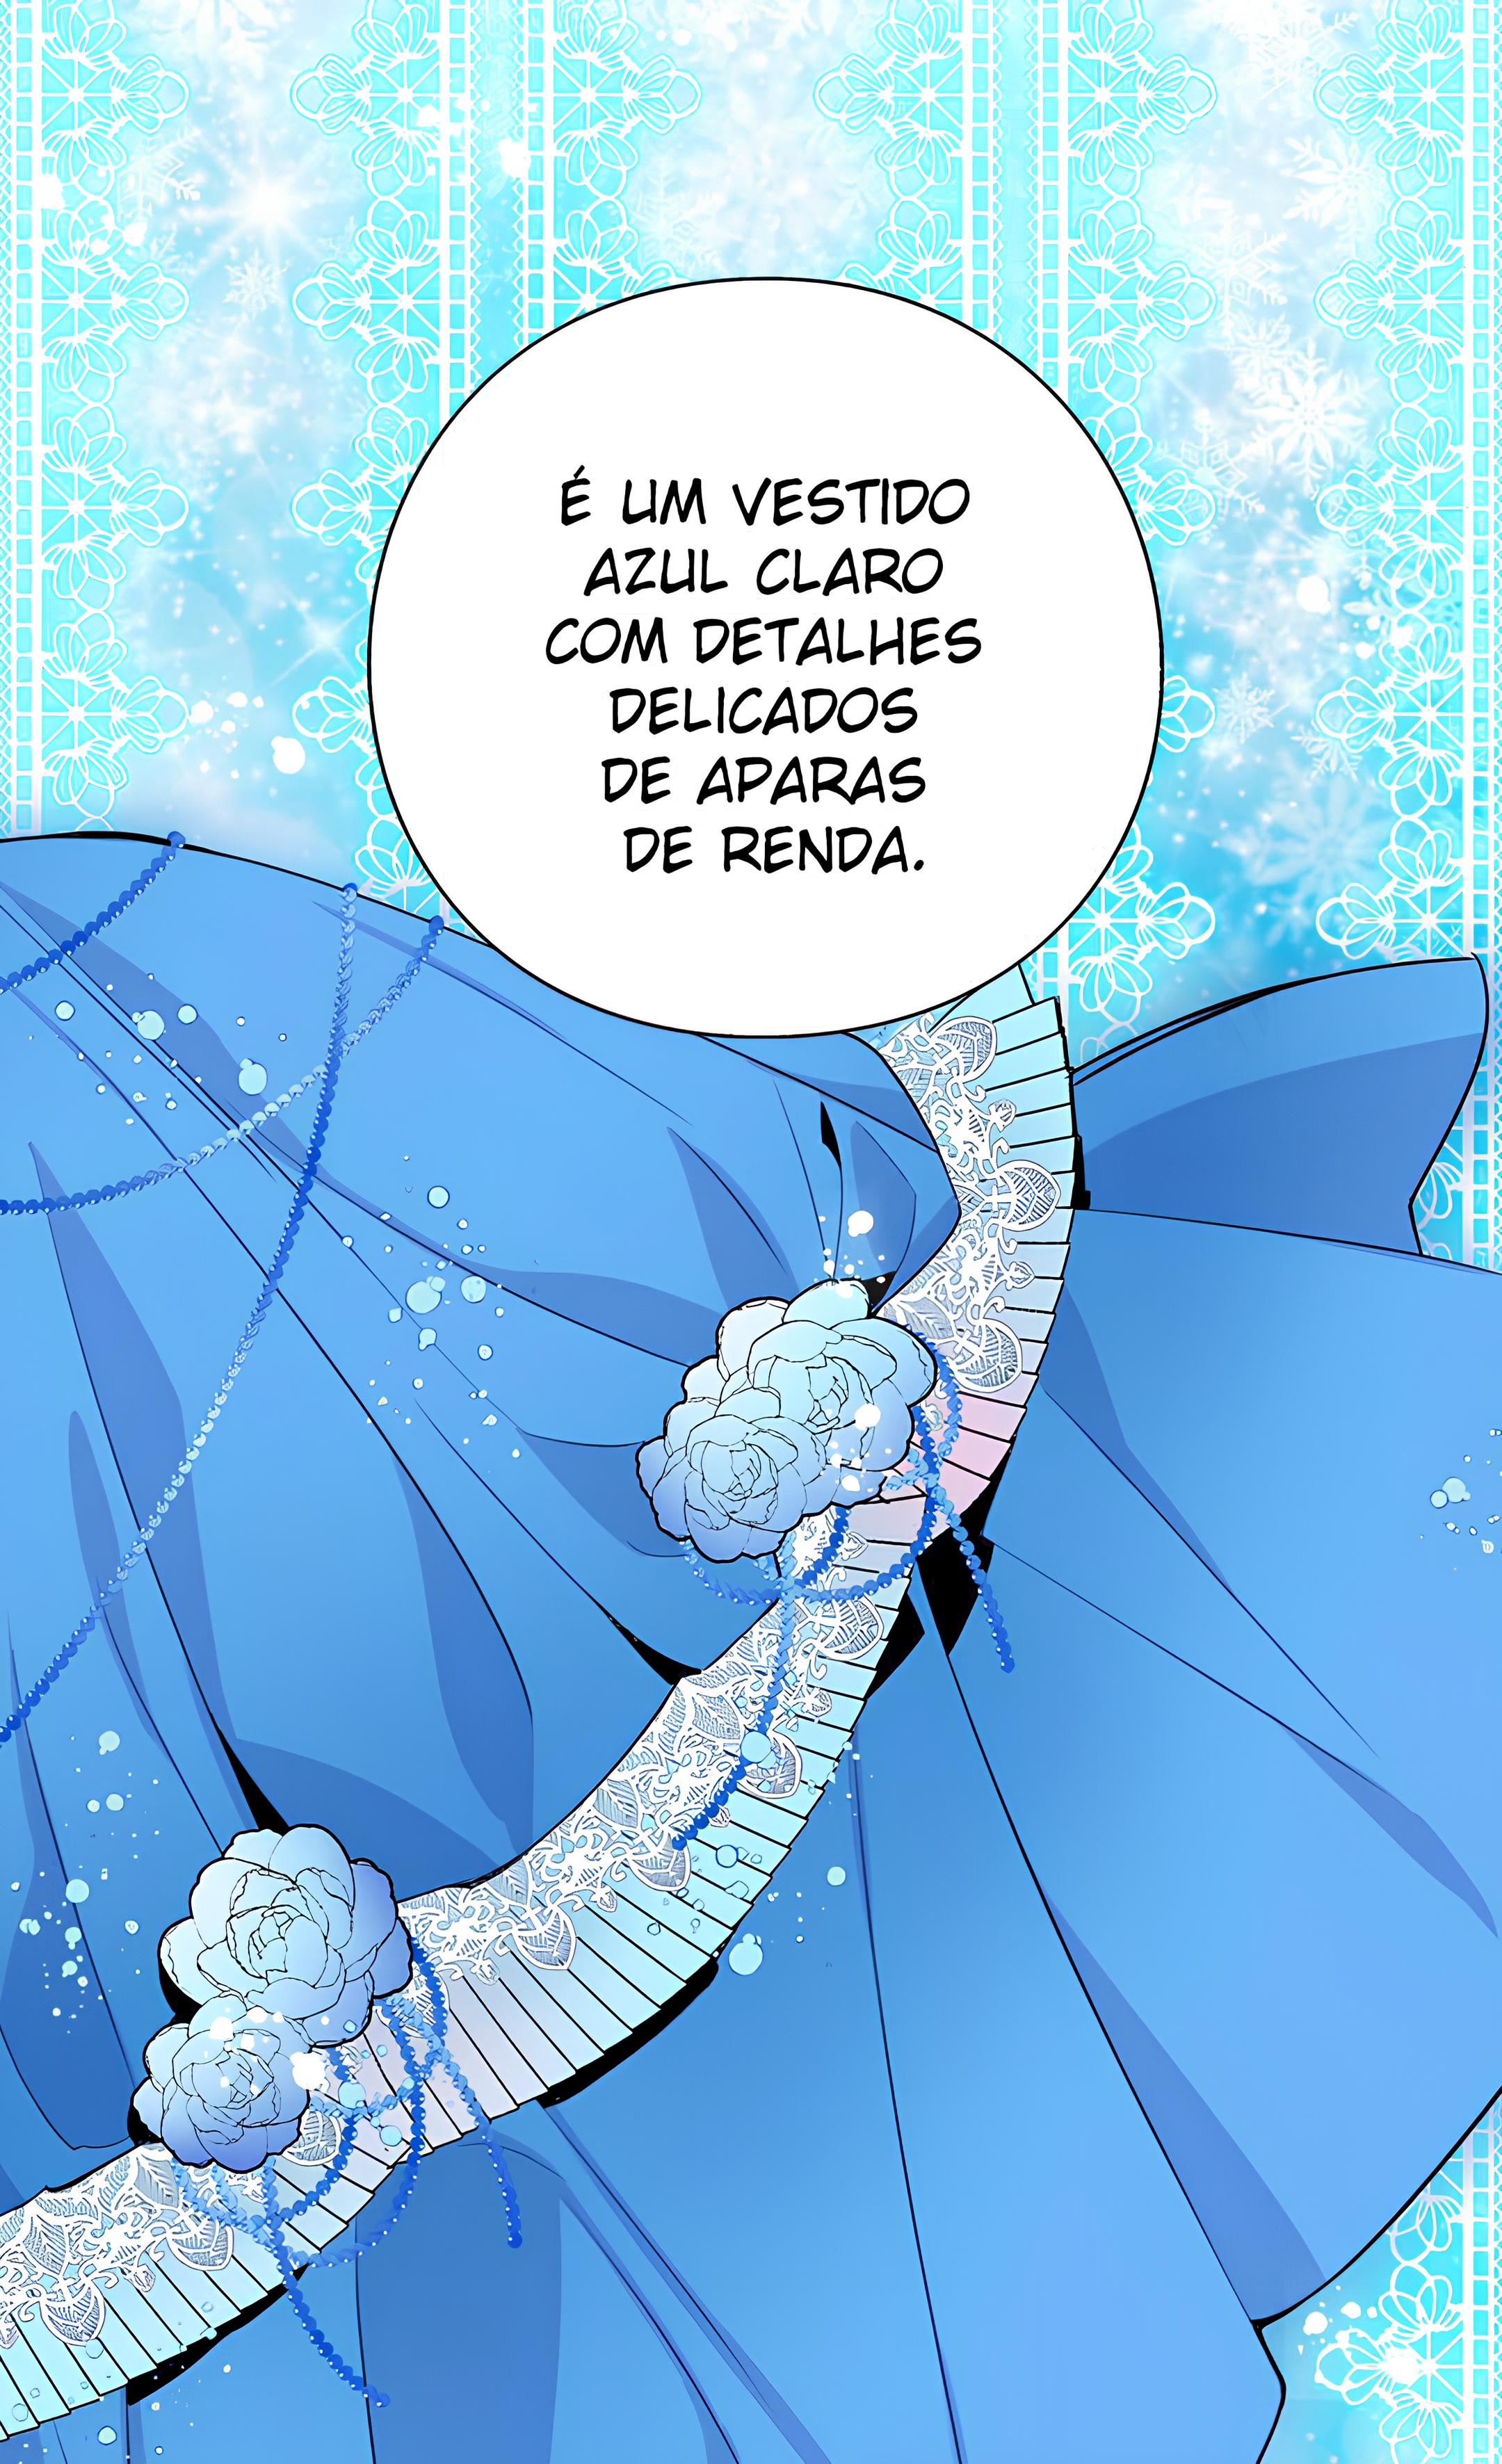 É UM VESTIDO
AZUL CLARO
COM DETALHES
DELICADOS
DE APARAS
DE RENDA.